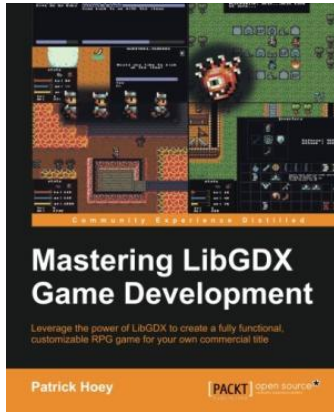 Community Experience Distilled
Mastering LibGDX
Game Development
Leverage the power of LibGDX to create a fully functional,
customizable RPG game for your own commercial title
Patrick Hoey
[PACKT] open source*
PUBLISHING